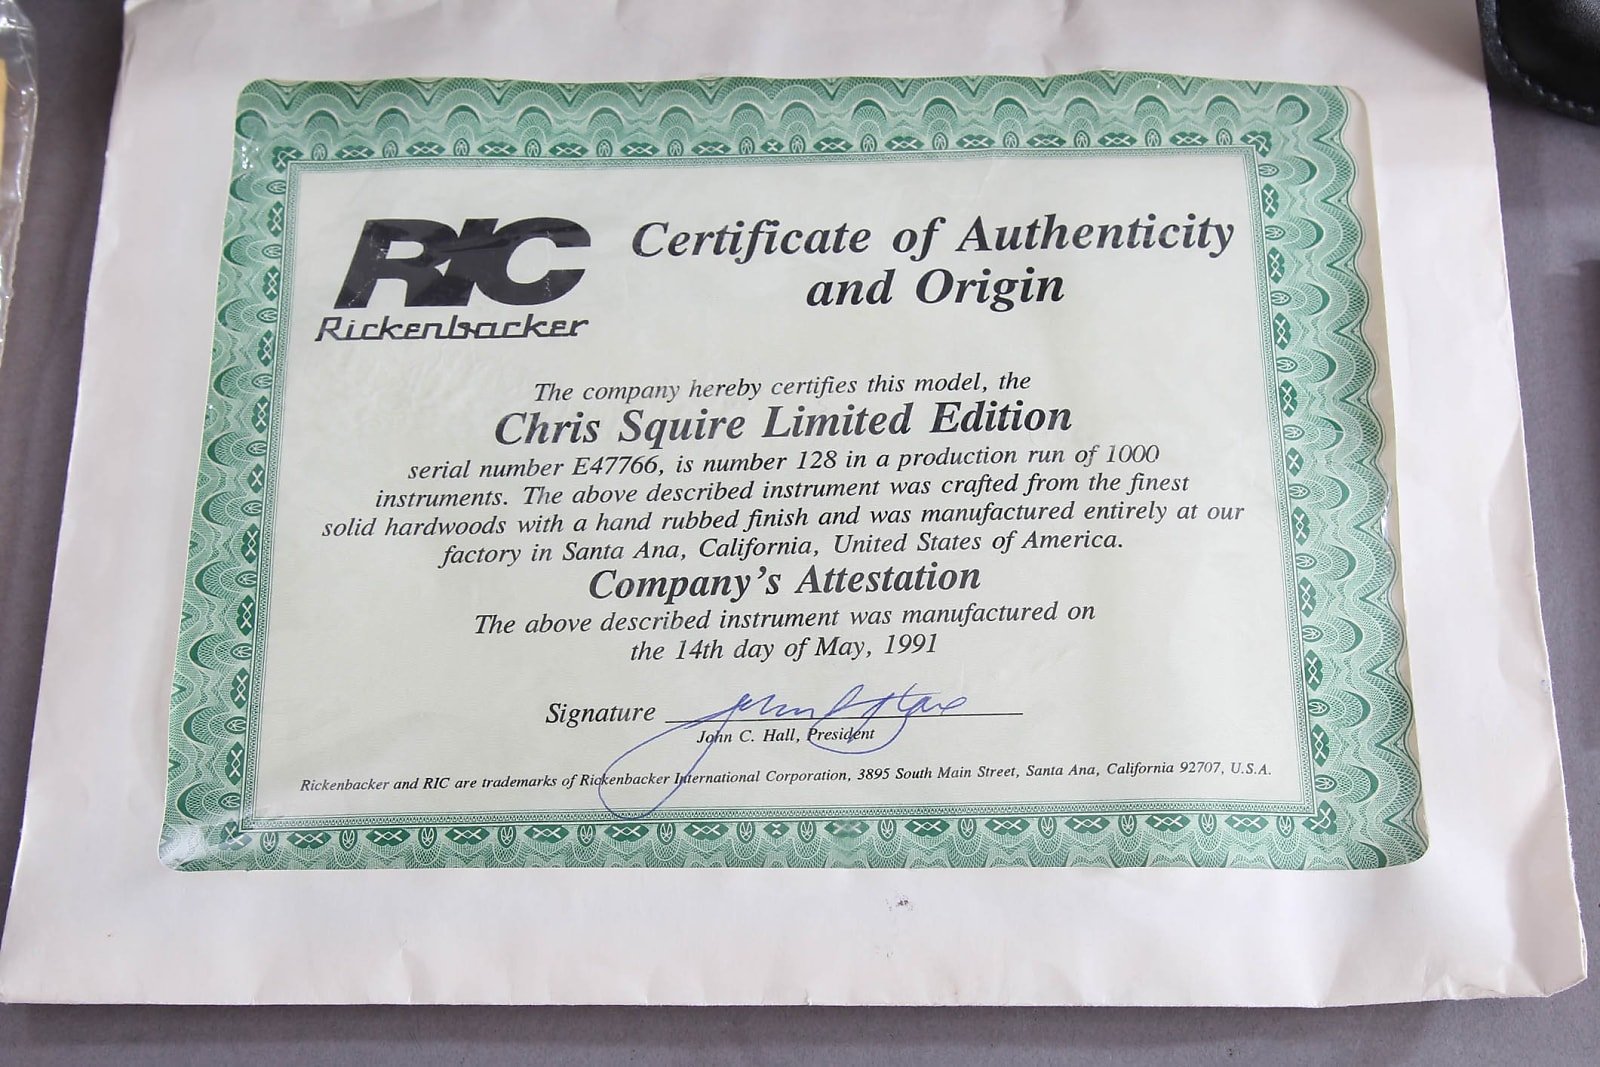 RIC
Rickenbacker
Certificate of Authenticity
and Origin
The company hereby certifies this model, the
Chris Squire Limited Edition
serial number E47766, is number 128 in a production run of 1000
instruments. The above described instrument was crafted from the finest
solid hardwoods with a hand rubbed finish and was manufactured entirely at our
factory in Santa Ana, California, United States of America.
Company's Attestation
The above described instrument was manufactured on
the 14th day of May, 1991
Signature
John C. Hall, President
Rickenbacker and RIC are trademarks of Rickenbacker International Corporation, 3895 South Main Street, Santa Ana, California 92707, U.S.A.